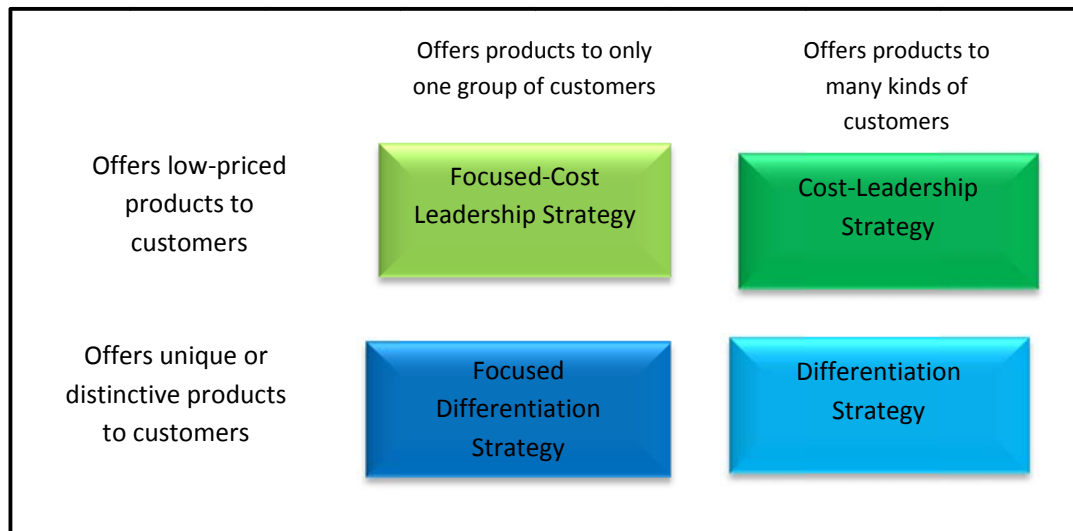 Offers products to only
one group of customers
Offers products to
many kinds of
customers
Offers low-priced
products to
customers
Focused-Cost
Leadership Strategy
Cost-Leadership
Strategy
Offers unique or
distinctive products
to customers
Focused
Differentiation
Strategy
Differentiation
Strategy